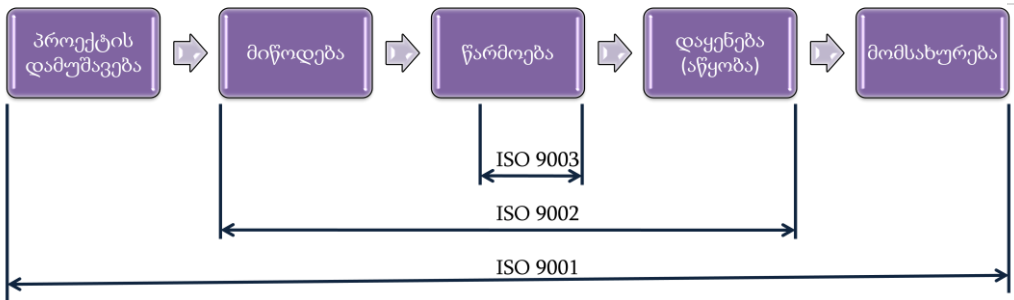 პროექტის
დამუშავება
მიწოდება
წარმოება
დაყენება
(აწყობა)
მომსახურება
ISO 9003
ISO 9002
ISO 9001